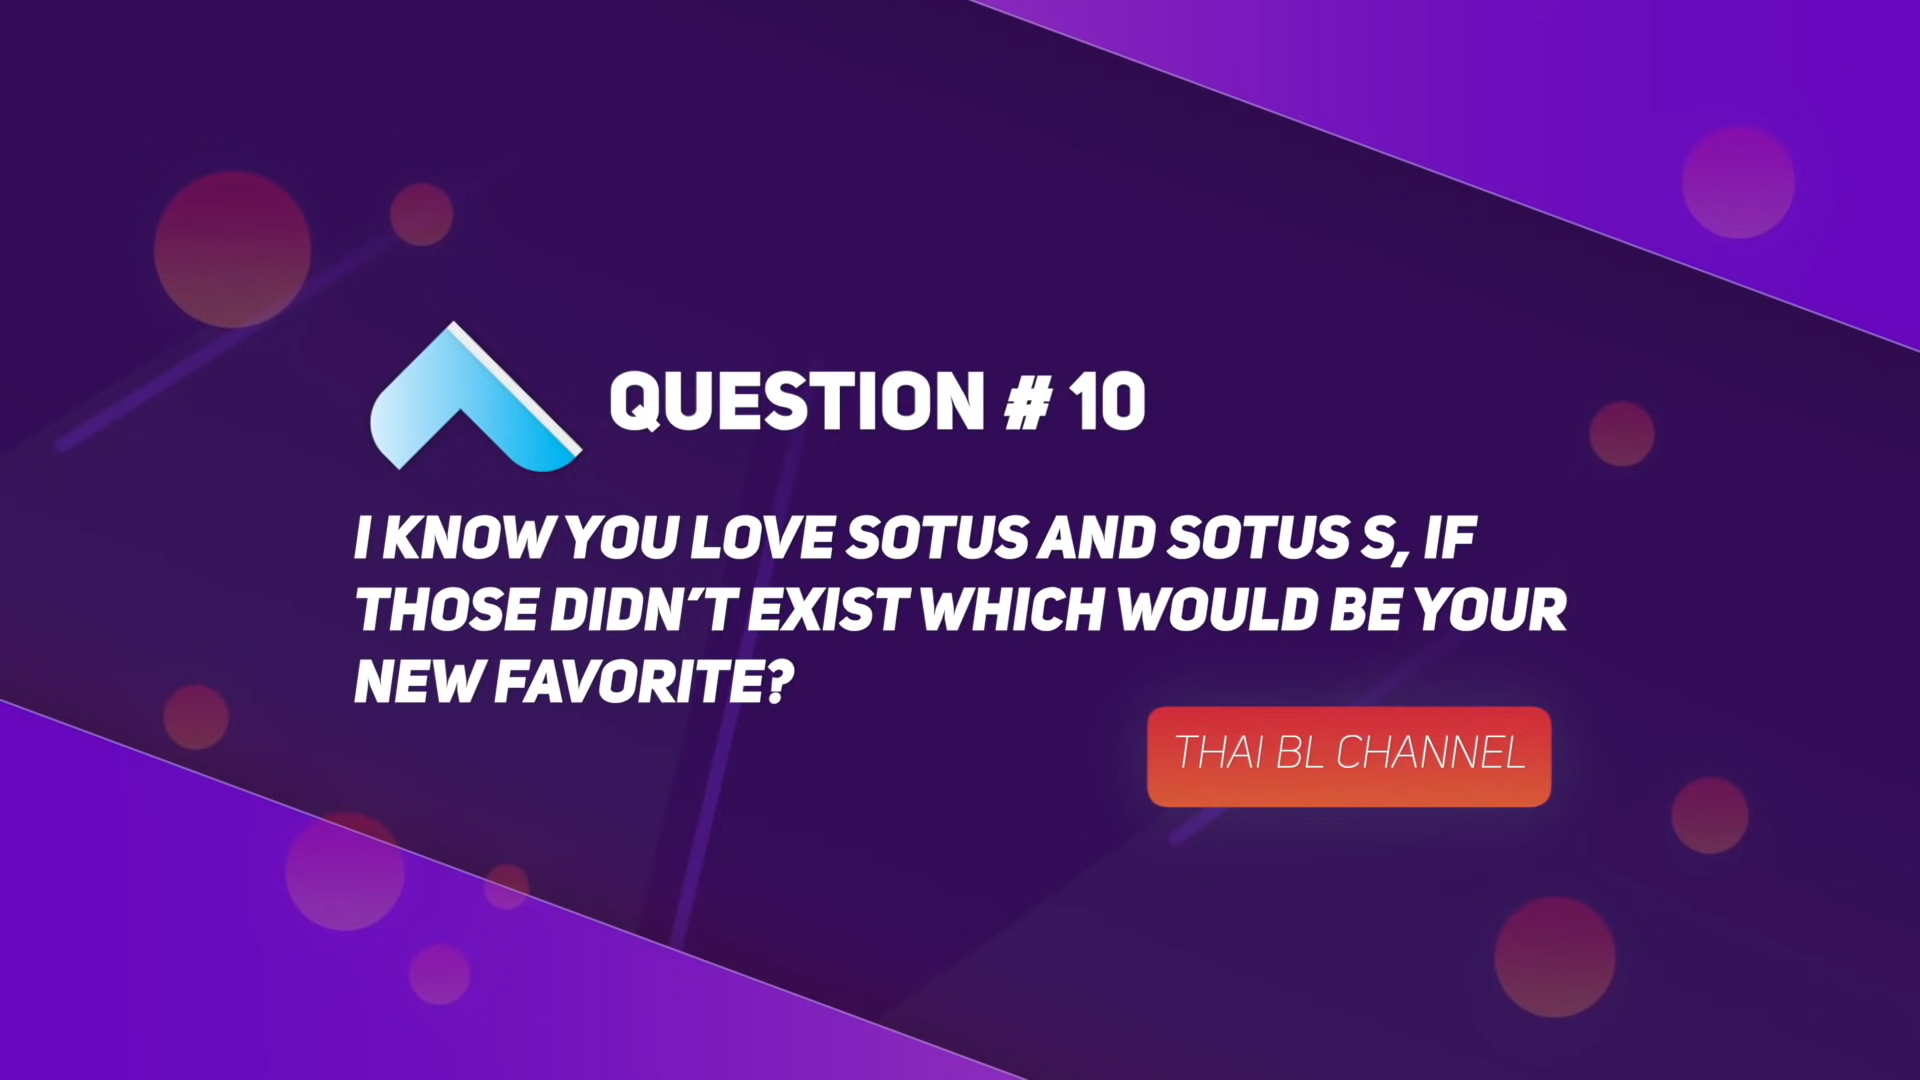 QUESTION # 10
I KNOW YOU LOVE SOTUS AND SOTUS S, IF
THOSE DIDN'T EXIST WHICH WOULD BE YOUR
NEW FAVORITE?
THAI BL CHANNEL